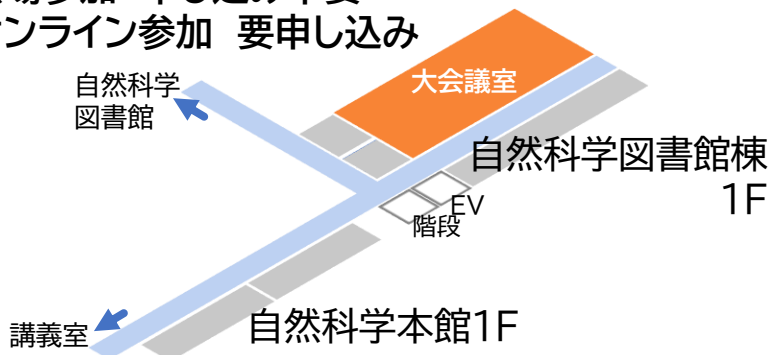 オンライン参加 要申し込み
自然科学
図書館
大会議室
自然科学図書館棟
1F
EV
階段
自然科学本館1F
講義室